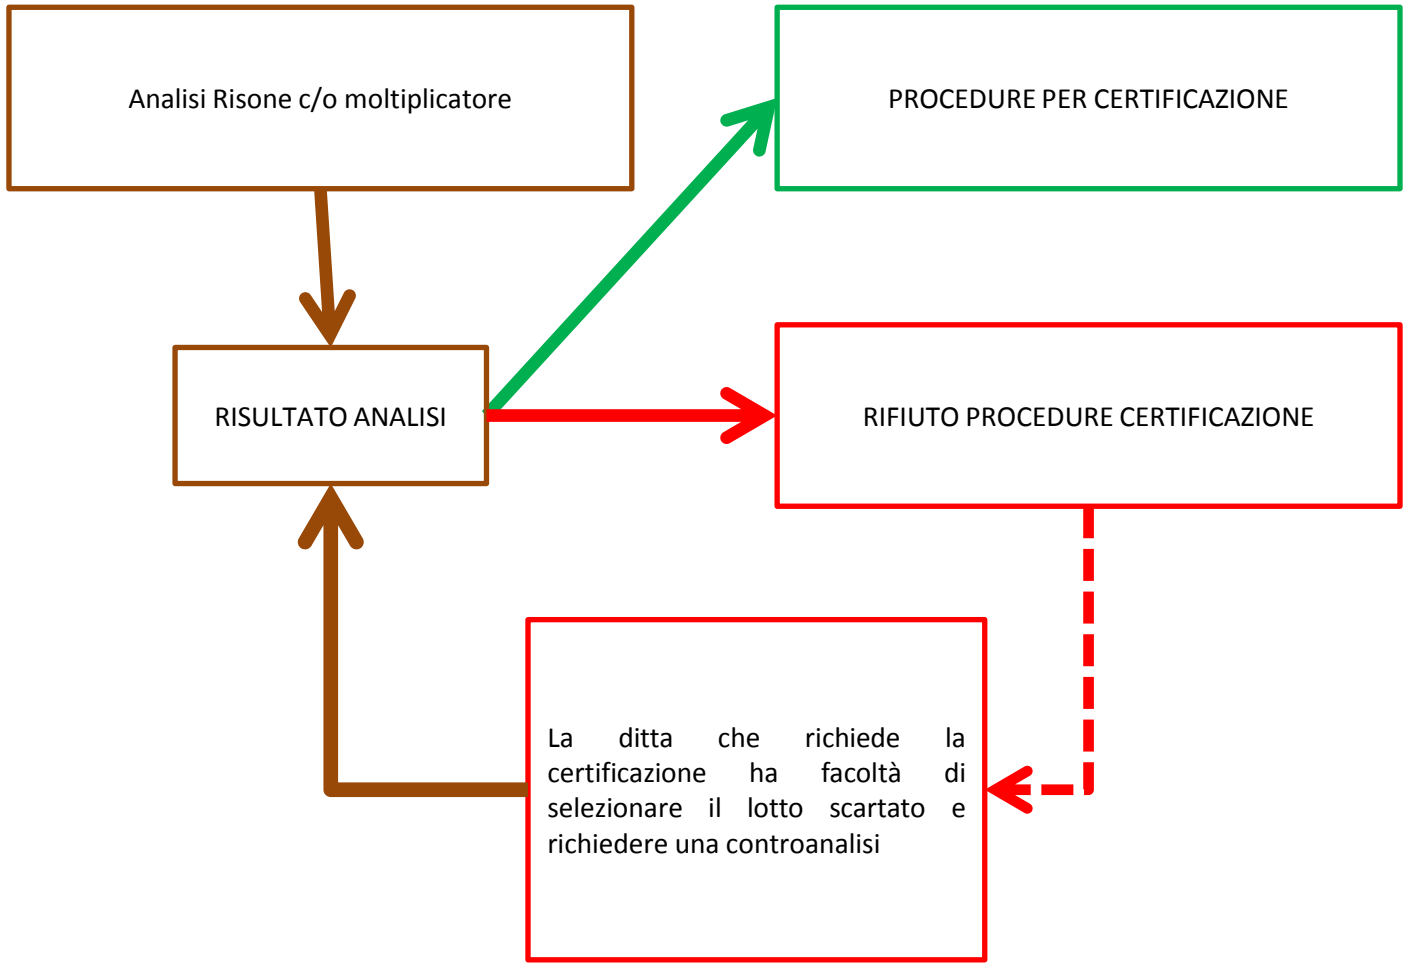 Analisi Risone c/o moltiplicatore
PROCEDURE PER CERTIFICAZIONE
RISULTATO ANALISI
RIFIUTO PROCEDURE CERTIFICAZIONE
La ditta che richiede la
certificazione ha facoltà di
selezionare il lotto scartato e
richiedere una controanalisi